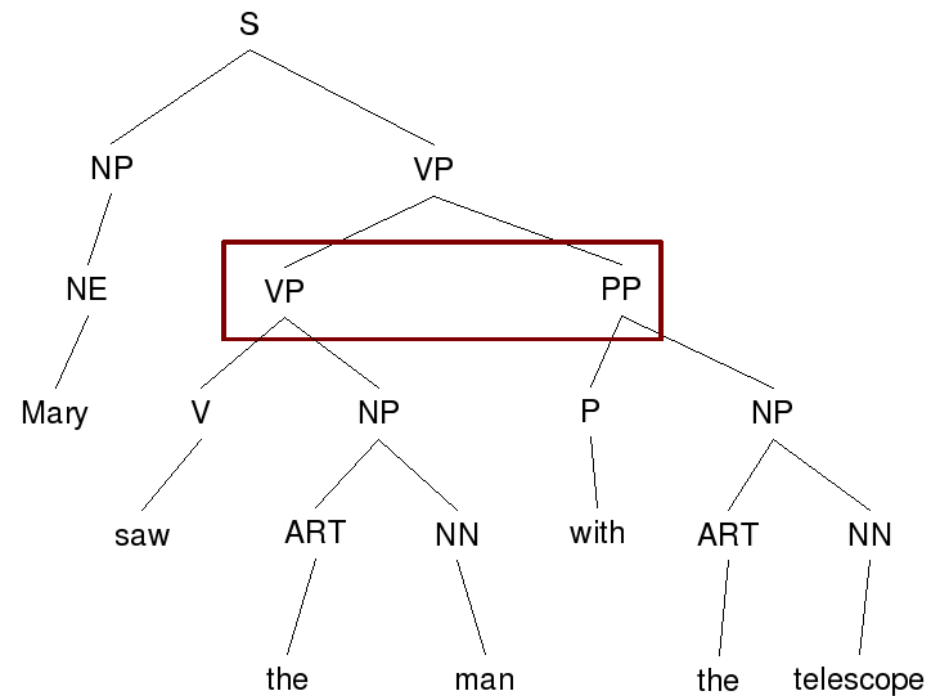 S
NP VP
NE VP PP
Mary V NP P NP
saw ART NN with ART NN
the man the telescope